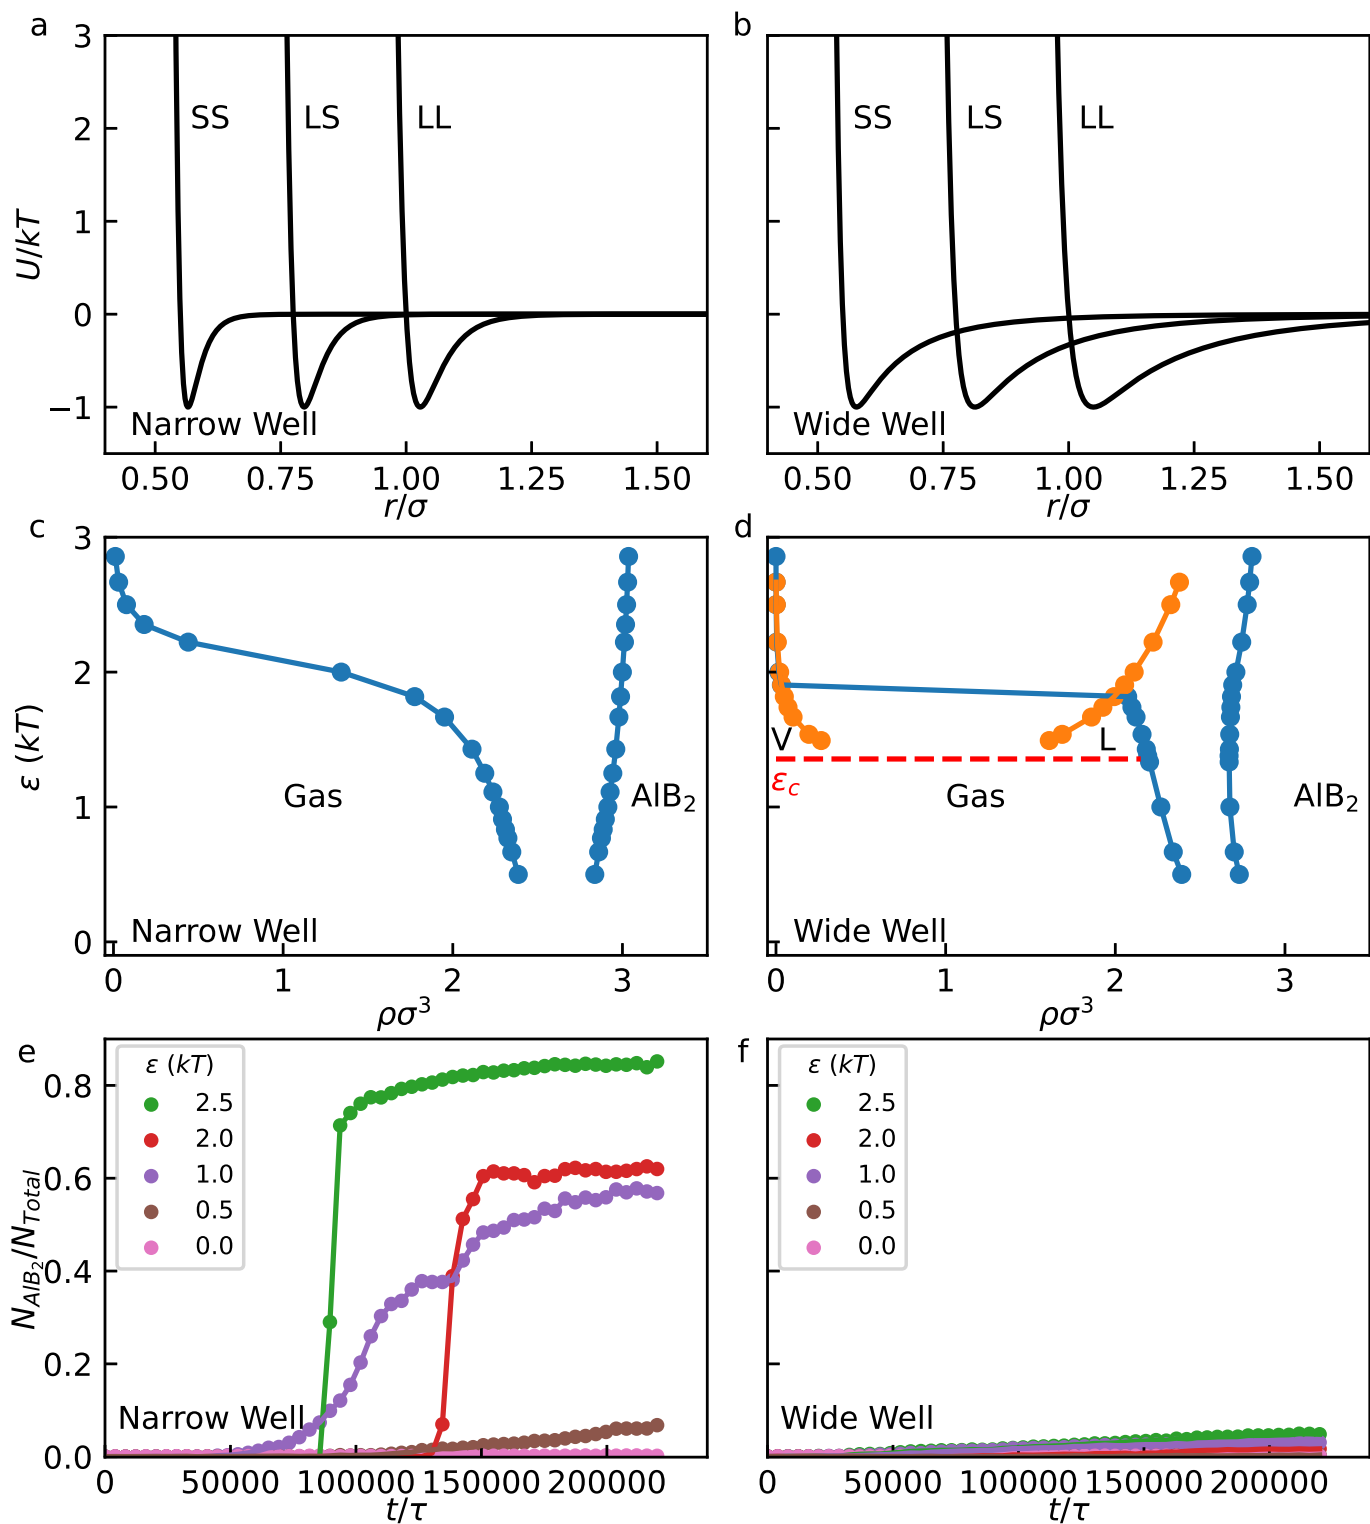 a
3
2
1
0
−1
U/kT
SS
LS
LL
Narrow Well
0.50 0.75 1.00 1.25 1.50
r/σ
b
SS
LS
LL
Wide Well
0.50 0.75 1.00 1.25 1.50
r/σ
c
3
2
1
0
ε (kT)
Gas
AlB₂
Narrow Well
0 1 2 3
ρσ³
d
V
L
ε_c
Gas
AlB₂
Wide Well
0 1 2 3
ρσ³
e
0.8
0.6
0.4
0.2
0.0
N_AlB₂/N_Total
ε (kT)
2.5
2.0
1.0
0.5
0.0
Narrow Well
0 50000 100000 150000 200000
t/τ
f
ε (kT)
2.5
2.0
1.0
0.5
0.0
Wide Well
0 50000 100000 150000 200000
t/τ